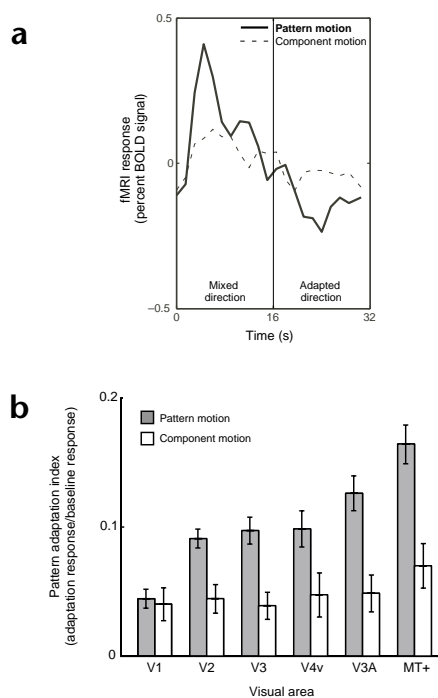 a
0.5
Pattern motion
Component motion
fMRI response
(percent BOLD signal)
0
Mixed
direction
Adapted
direction
−0.5
0
16
32
Time (s)
b
0.2
Pattern motion
Component motion
Pattern adaptation index
(adaptation response/baseline response)
0.1
0
V1 V2 V3 V4v V3A MT+
Visual area